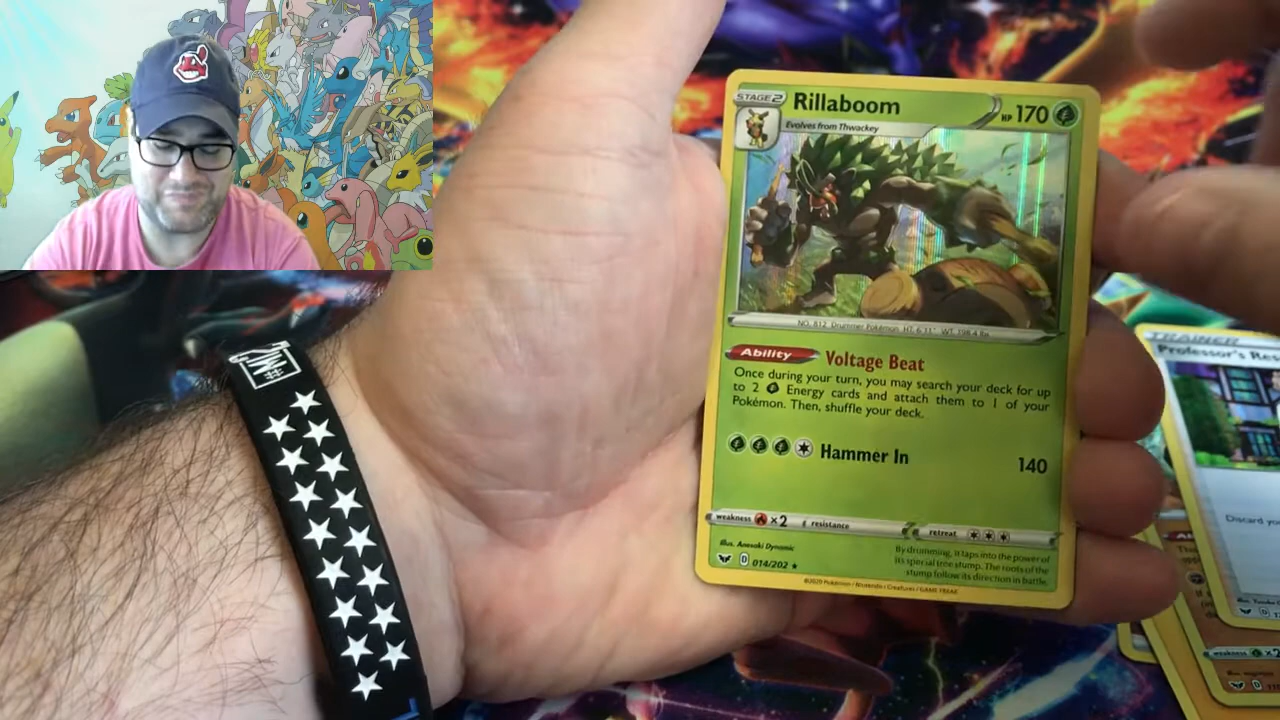 STAGE 2
Rillaboom
HP 170
Evolves from Thwackey
NO. 812 Drummer Pokémon HT. 6'11" WT. 198.4 lbs.
Ability Voltage Beat
Once during your turn, you may search your deck for up
to 2 Energy cards and attach them to 1 of your
Pokémon. Then, shuffle your deck.
Hammer In 140
weakness ×2 resistance retreat
Illus. Anesaki Dynamic
D 014/202
By drumming, it taps into the power of
its special tree stump. The roots of the
stump follow its direction in battle.
©2020 Pokémon / Nintendo / Creatures / GAME FREAK
TRAINER
Professor's Res
Discard yo
weakness ×2
D